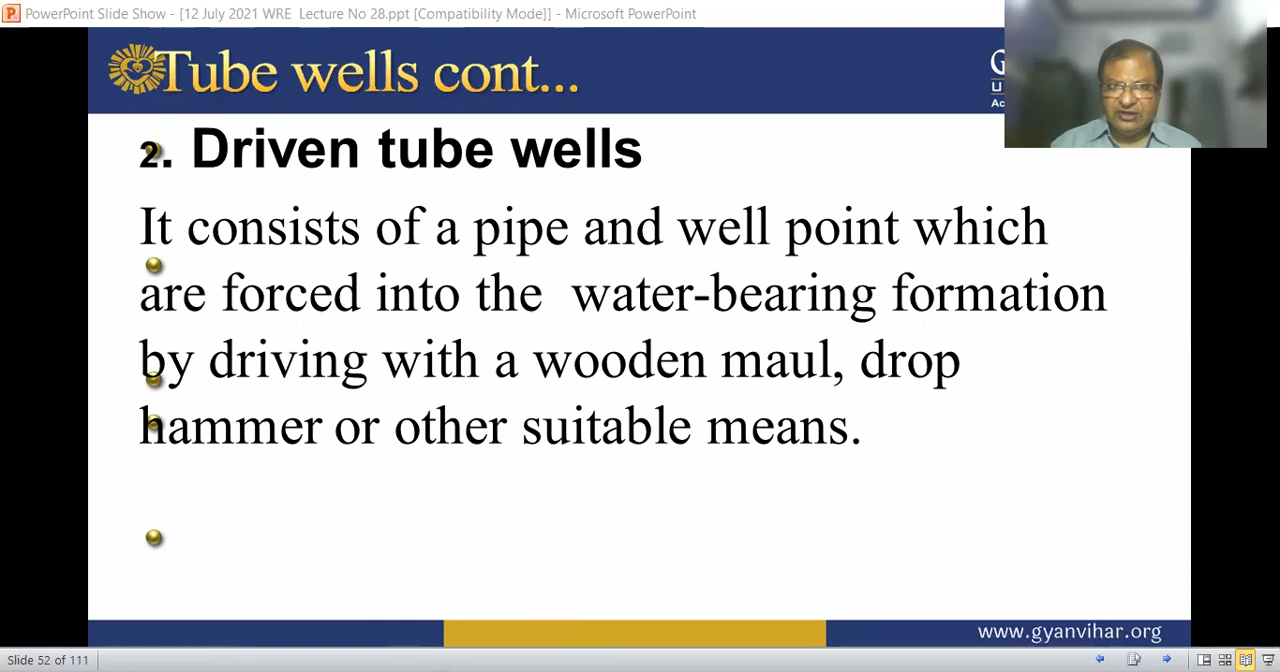 PowerPoint Slide Show - [12 July 2021 WRE Lecture No 28.ppt [Compatibility Mode]] - Microsoft PowerPoint
Tube wells cont...
G
U
Ac
2. Driven tube wells
It consists of a pipe and well point which
are forced into the water-bearing formation
by driving with a wooden maul, drop
hammer or other suitable means.
www.gyanvihar.org
Slide 52 of 111